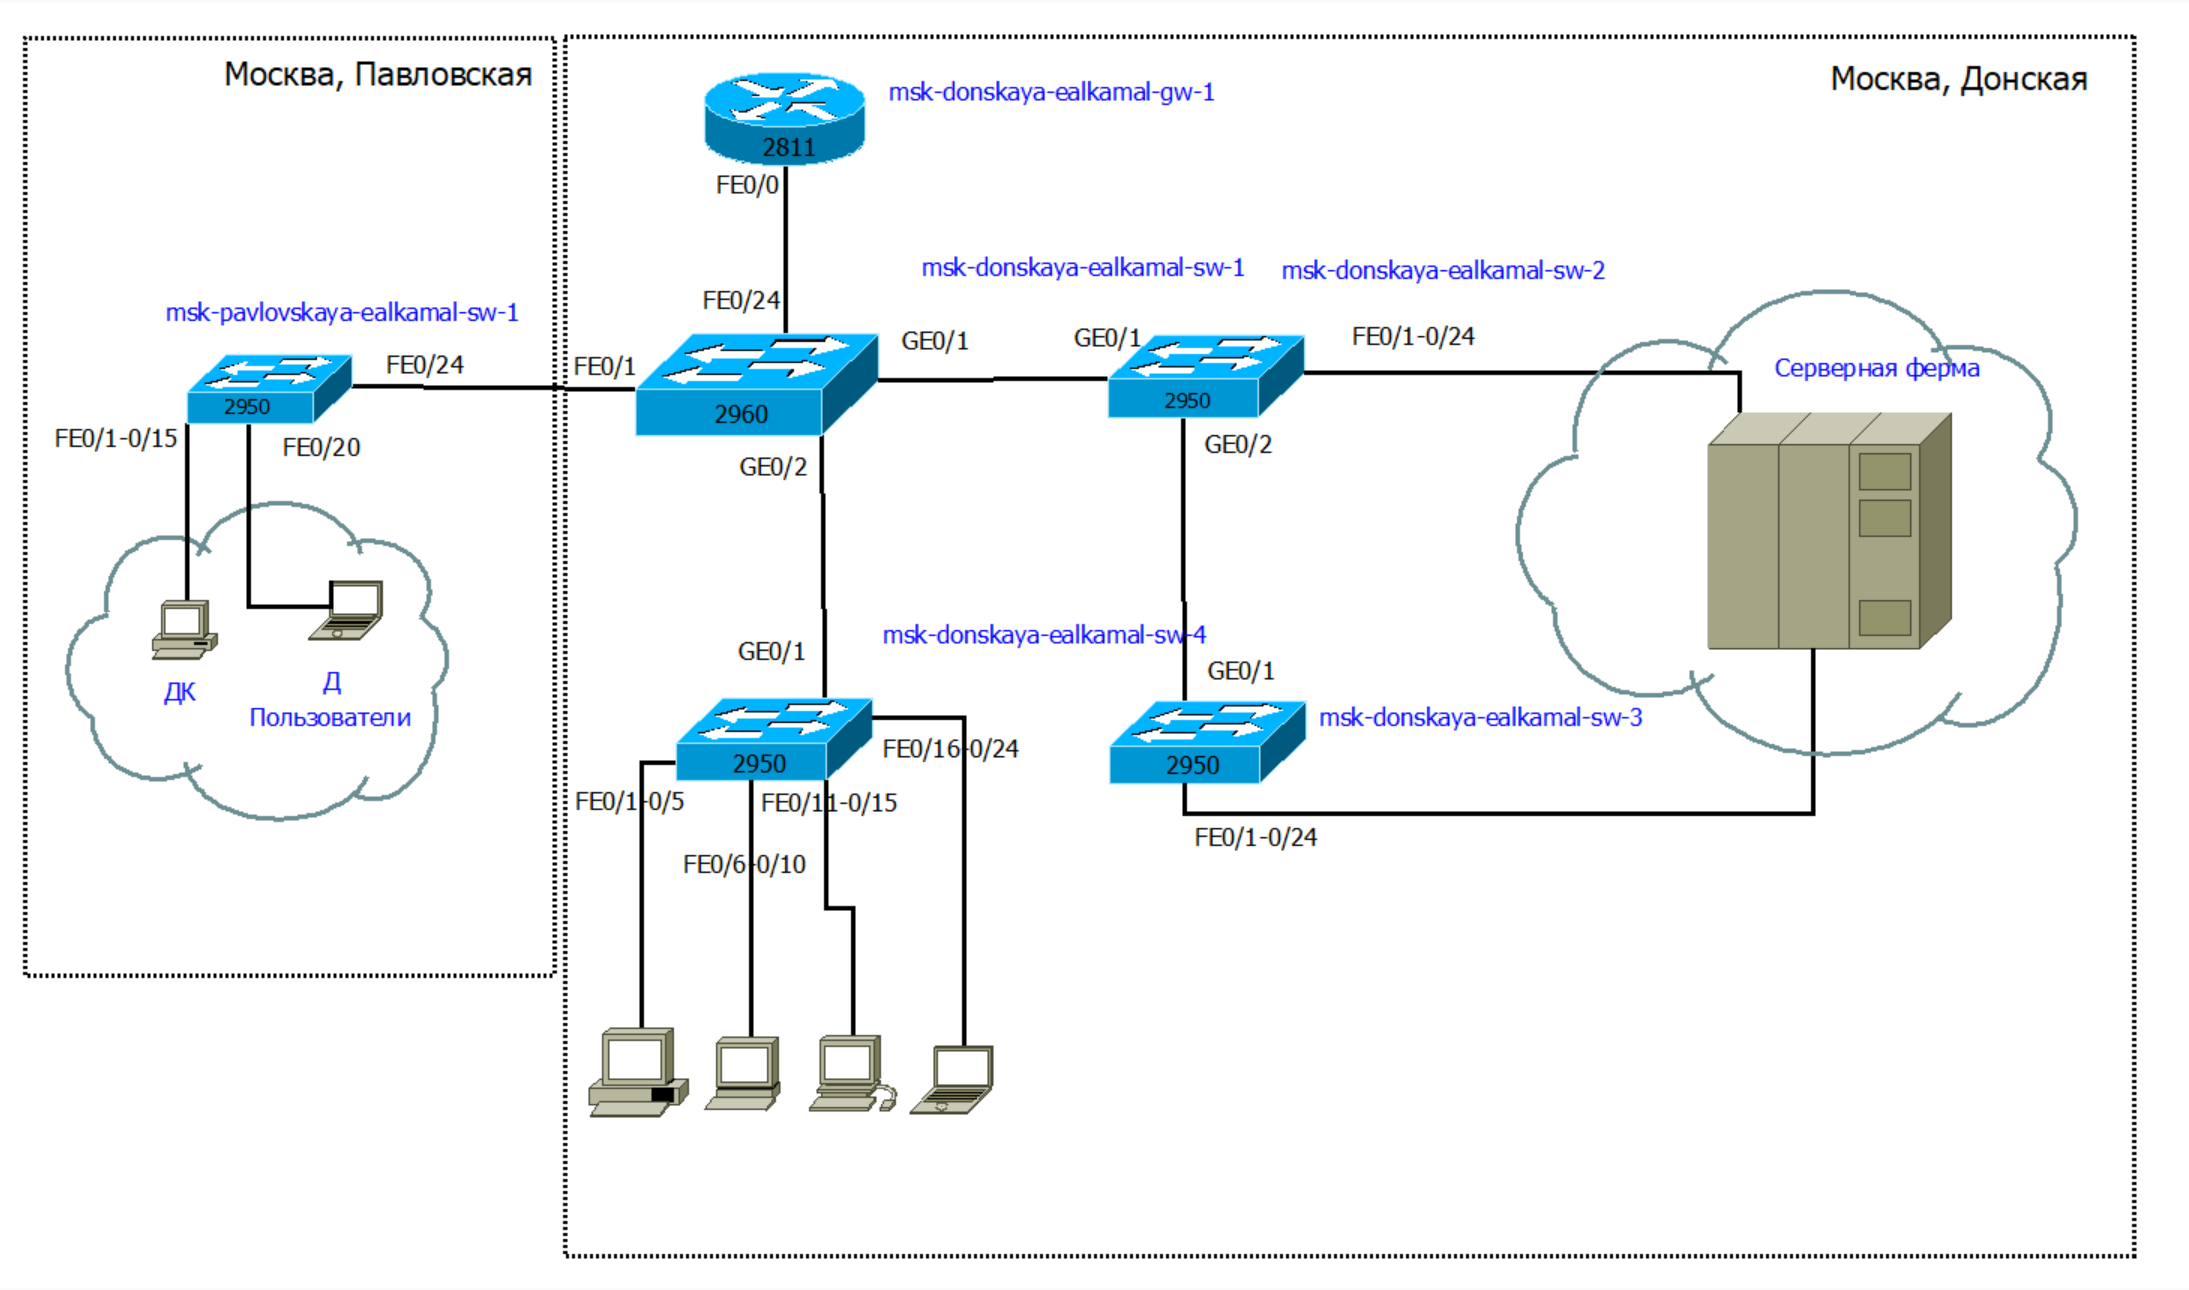 Москва, Павловская
Москва, Донская
msk-donskaya-ealkamal-gw-1
2811
FE0/0
msk-donskaya-ealkamal-sw-1
msk-donskaya-ealkamal-sw-2
FE0/24
msk-pavlovskaya-ealkamal-sw-1
GE0/1
GE0/1
FE0/1-0/24
FE0/24
FE0/1
Серверная ферма
2950
2960
2950
FE0/1-0/15
FE0/20
GE0/2
GE0/2
msk-donskaya-ealkamal-sw-4
GE0/1
GE0/1
ДК
Д
Пользователи
msk-donskaya-ealkamal-sw-3
FE0/16-0/24
2950
2950
FE0/1-0/5
FE0/11-0/15
FE0/1-0/24
FE0/6-0/10